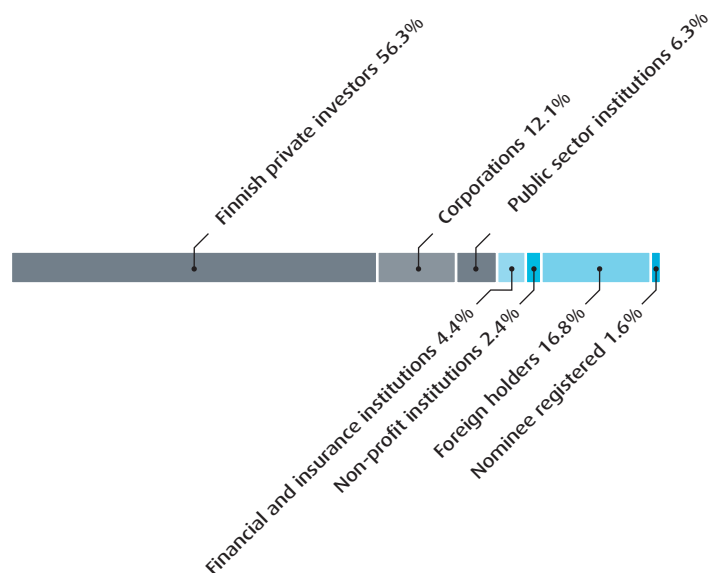 Finnish private investors 56.3%
Corporations 12.1%
Public sector institutions 6.3%
Financial and insurance institutions 4.4%
Non-profit institutions 2.4%
Foreign holders 16.8%
Nominee registered 1.6%